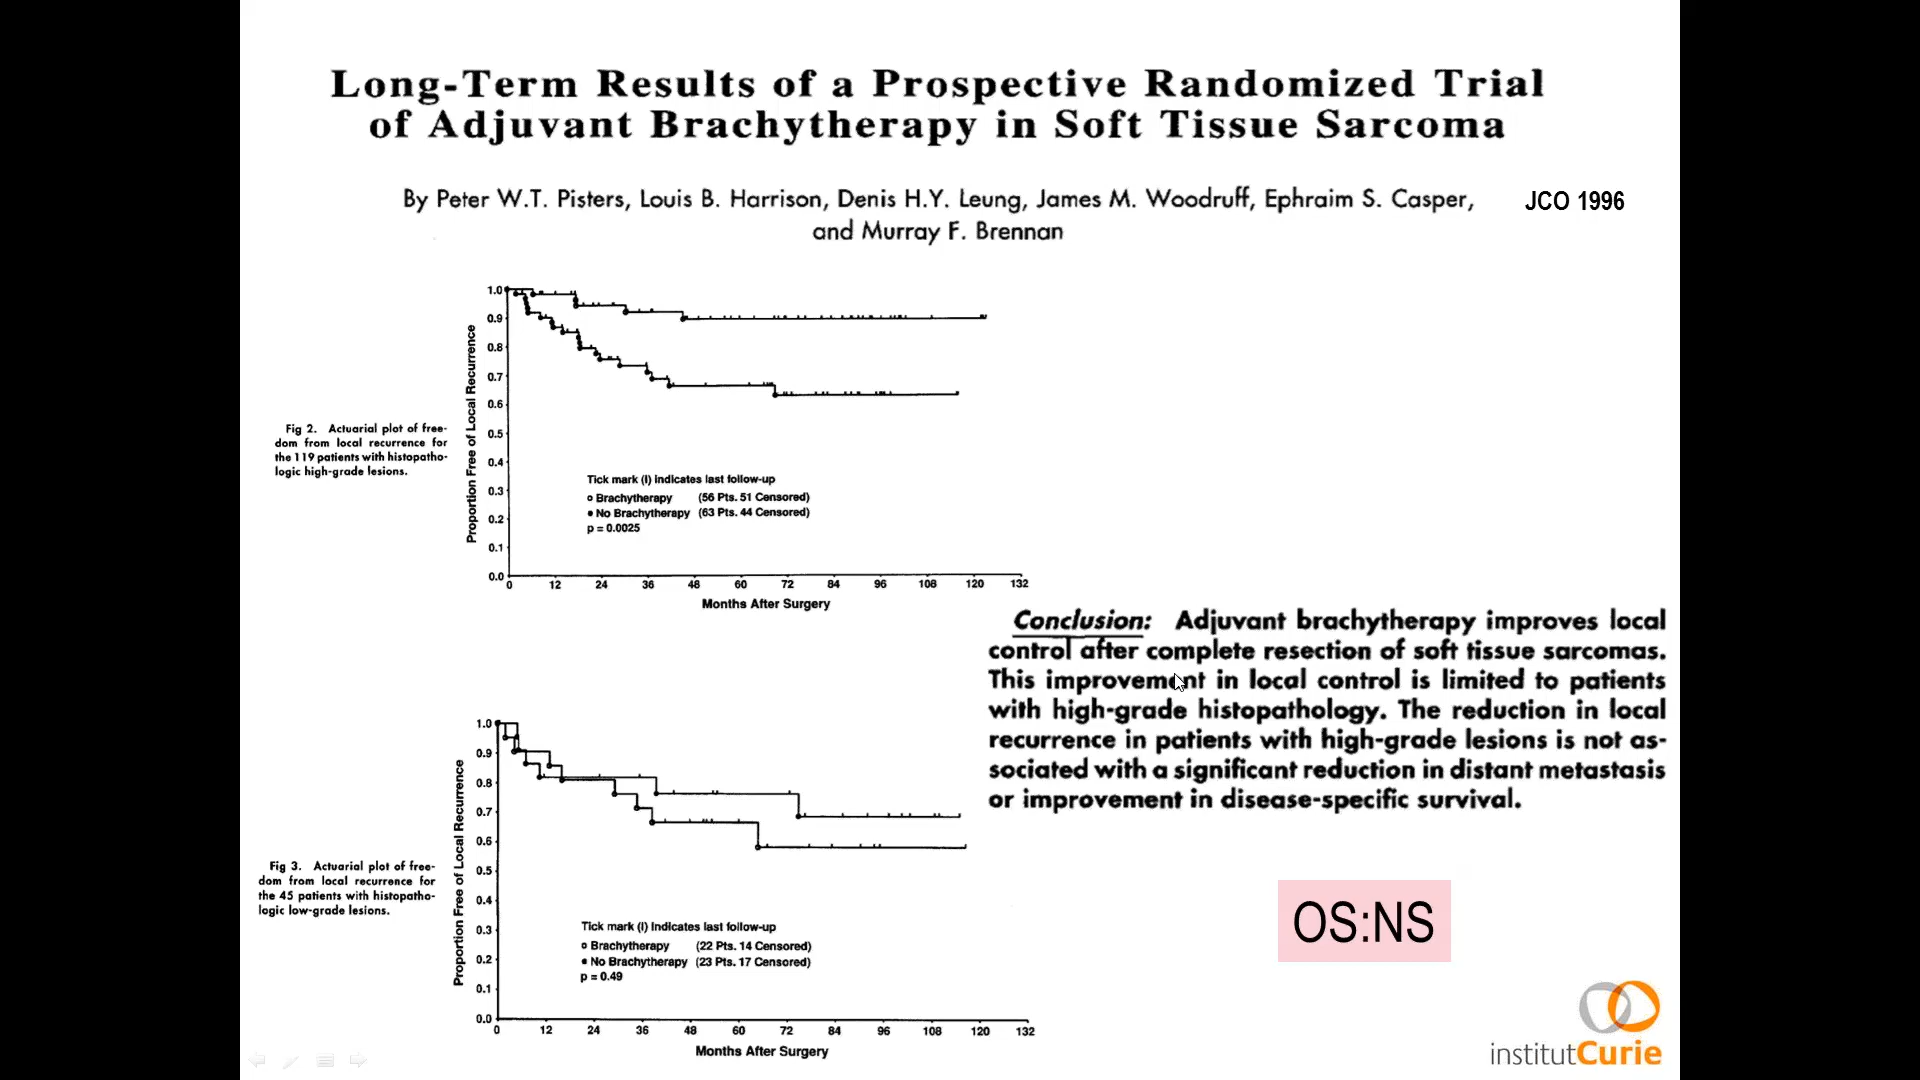 Long-Term Results of a Prospective Randomized Trial
of Adjuvant Brachytherapy in Soft Tissue Sarcoma
By Peter W.T. Pisters, Louis B. Harrison, Denis H.Y. Leung, James M. Woodruff, Ephraim S. Casper,
and Murray F. Brennan
JCO 1996
Fig 2. Actuarial plot of free-
dom from local recurrence for
the 119 patients with histopatho-
logic high-grade lesions.
Proportion Free of Local Recurrence
1.0
0.9
0.8
0.7
0.6
0.5
0.4
0.3
0.2
0.1
0.0
Tick mark (I) Indicates last follow-up
o Brachytherapy (56 Pts. 51 Censored)
• No Brachytherapy (63 Pts. 44 Censored)
p = 0.0025
0 12 24 36 48 60 72 84 96 108 120 132
Months After Surgery
Conclusion: Adjuvant brachytherapy improves local
control after complete resection of soft tissue sarcomas.
This improvement in local control is limited to patients
with high-grade histopathology. The reduction in local
recurrence in patients with high-grade lesions is not as-
sociated with a significant reduction in distant metastasis
or improvement in disease-specific survival.
Fig 3. Actuarial plot of free-
dom from local recurrence for
the 45 patients with histopatho-
logic low-grade lesions.
Proportion Free of Local Recurrence
1.0
0.9
0.8
0.7
0.6
0.5
0.4
0.3
0.2
0.1
0.0
Tick mark (I) Indicates last follow-up
o Brachytherapy (22 Pts. 14 Censored)
• No Brachytherapy (23 Pts. 17 Censored)
p = 0.49
0 12 24 36 48 60 72 84 96 108 120 132
Months After Surgery
OS:NS
institutCurie